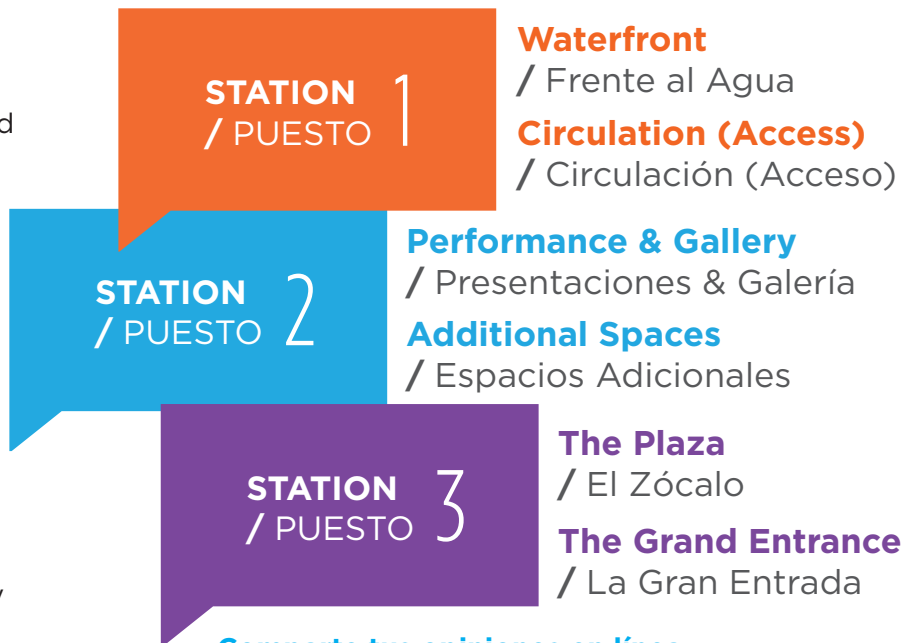 STATION
/ PUESTO 1
Waterfront
/ Frente al Agua
Circulation (Access)
/ Circulación (Acceso)
STATION
/ PUESTO 2
Performance & Gallery
/ Presentaciones & Galería
Additional Spaces
/ Espacios Adicionales
STATION
/ PUESTO 3
The Plaza
/ El Zócalo
The Grand Entrance
/ La Gran Entrada